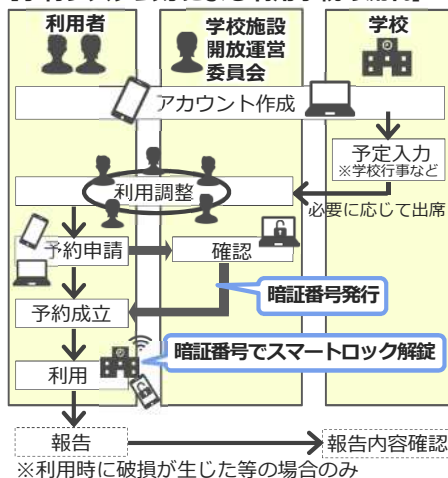 利用者
学校施設
開放運営
委員会
学校
アカウント作成
予定入力
※学校行事など
利用調整
必要に応じて出席
予約申請
確認
暗証番号発行
予約成立
暗証番号でスマートロック解錠
利用
報告
報告内容確認
※利用時に破損が生じた等の場合のみ